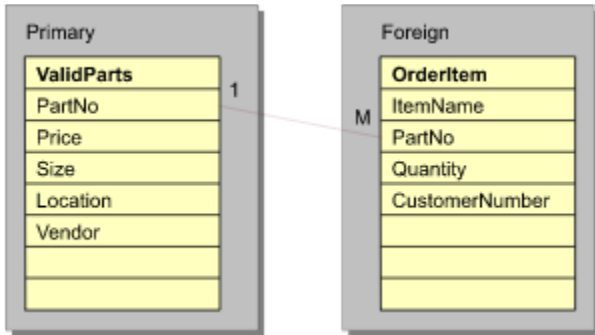 Primary
ValidParts
PartNo
Price
Size
Location
Vendor
1
M
Foreign
OrderItem
ItemName
PartNo
Quantity
CustomerNumber